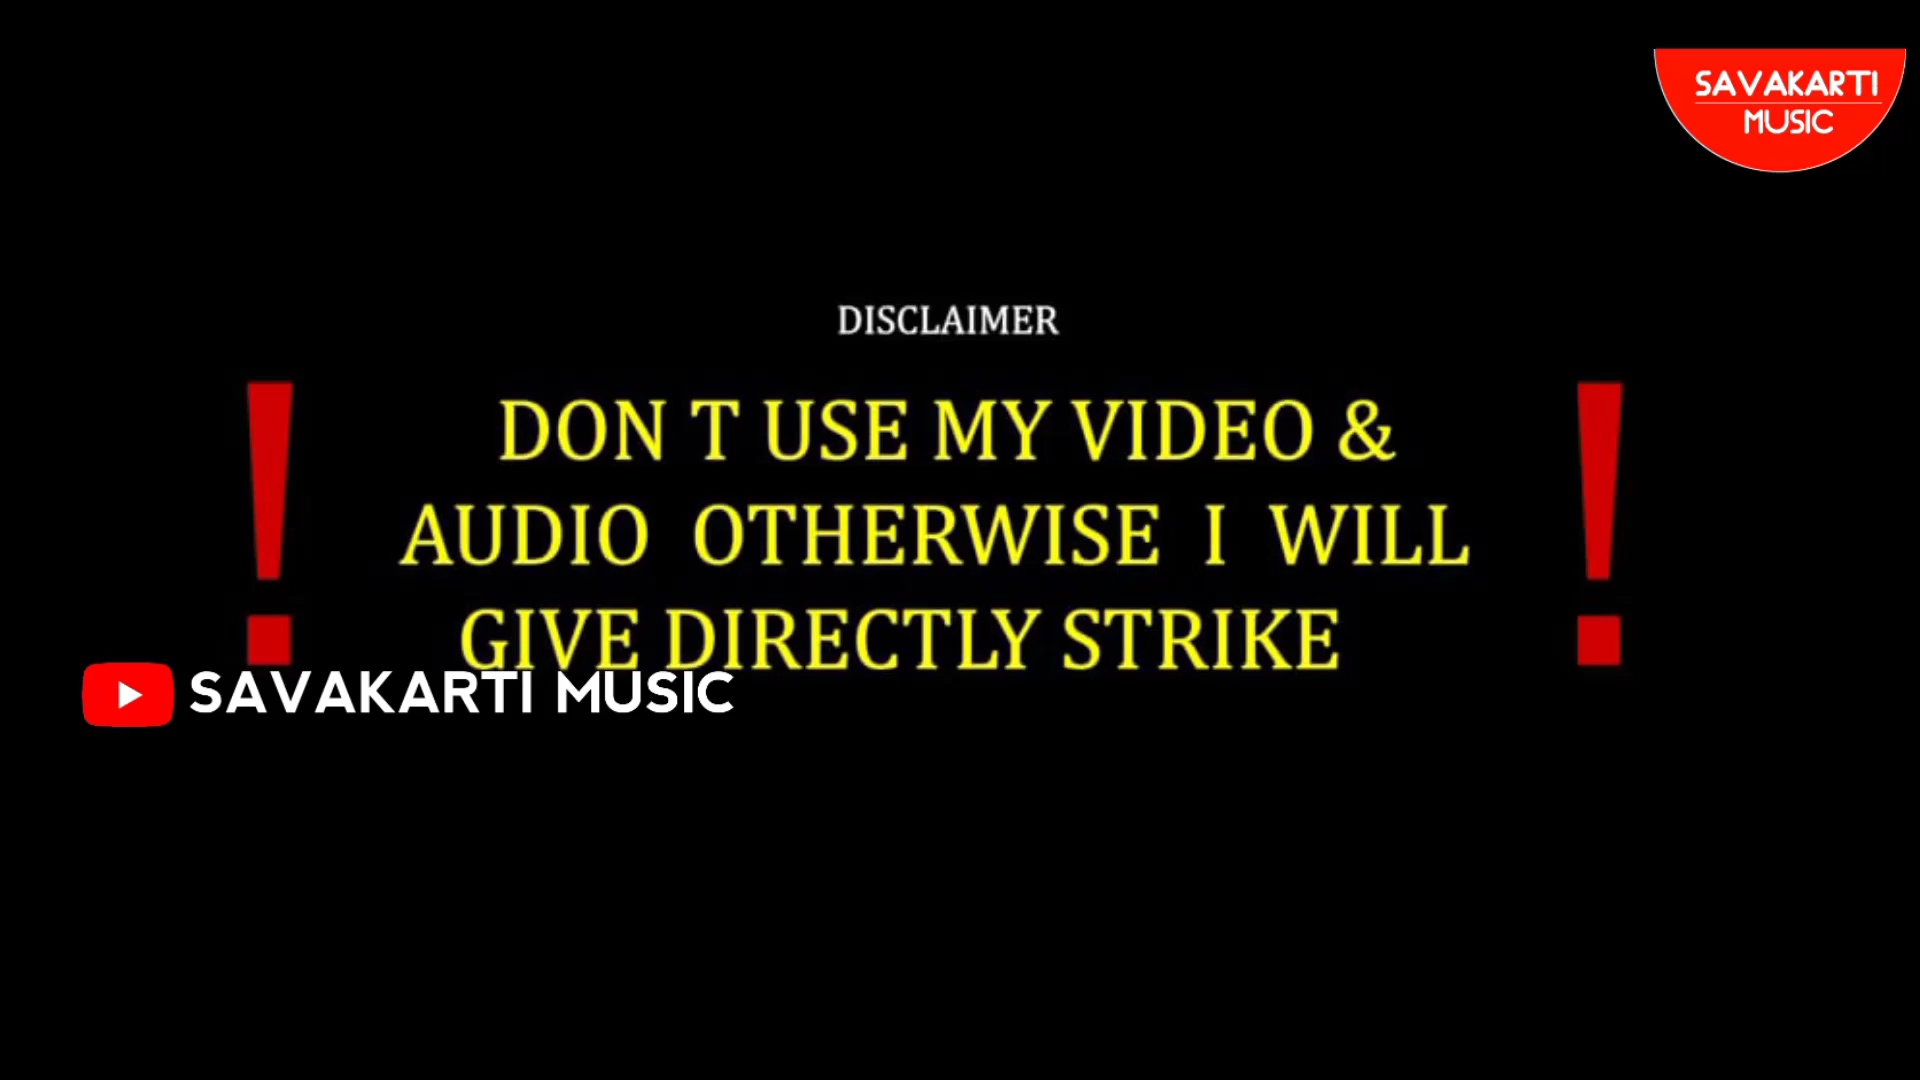 SAVAKARTI
MUSIC
DISCLAIMER
! DON T USE MY VIDEO & !
AUDIO OTHERWISE I WILL
GIVE DIRECTLY STRIKE
SAVAKARTI MUSIC